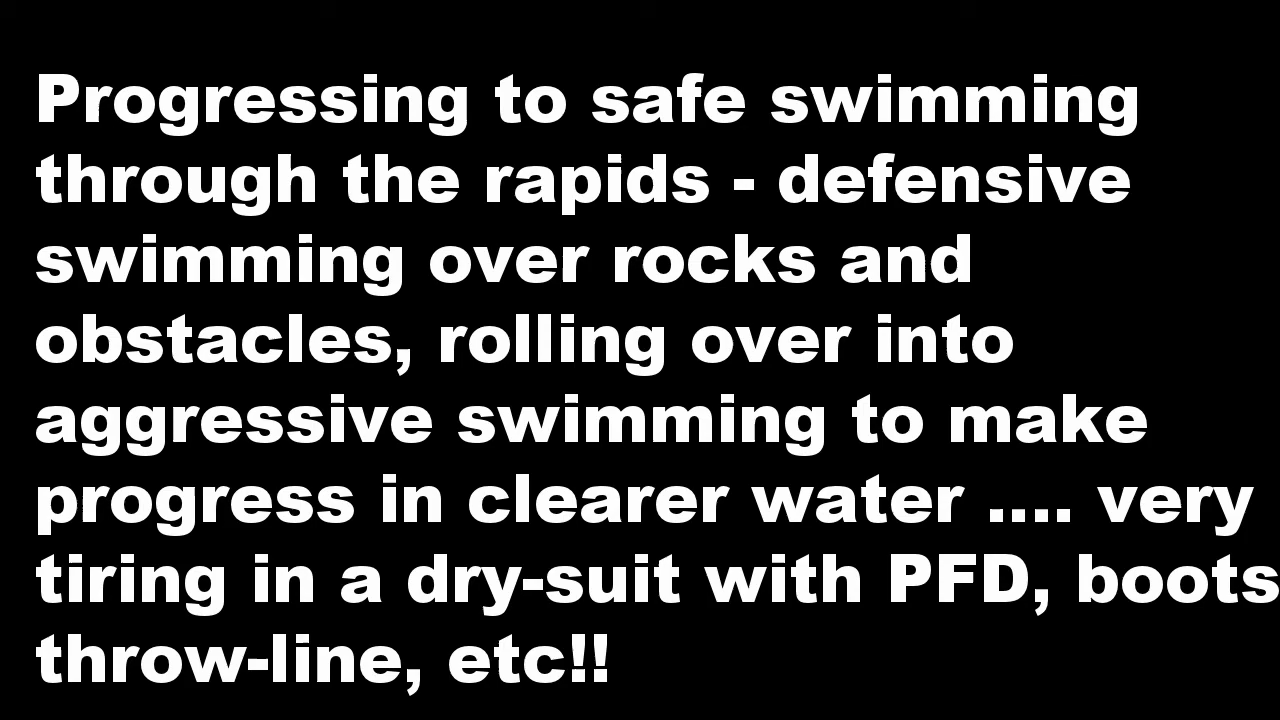 Progressing to safe swimming
through the rapids - defensive
swimming over rocks and
obstacles, rolling over into
aggressive swimming to make
progress in clearer water .... very
tiring in a dry-suit with PFD, boots
throw-line, etc!!